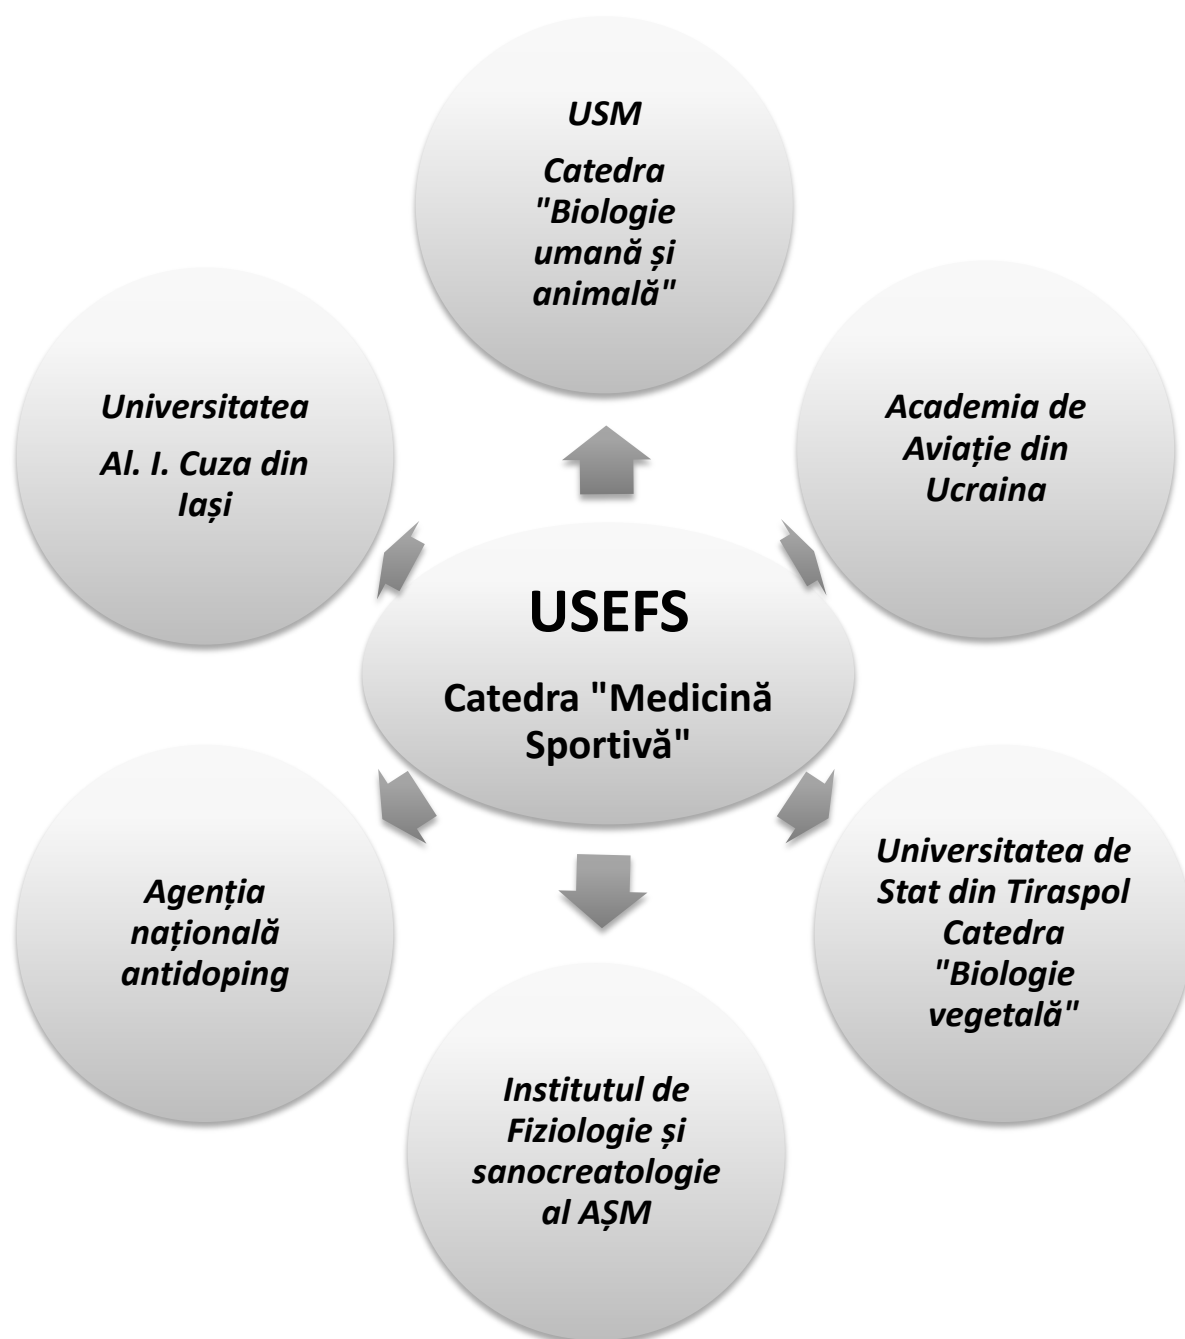 USM
Catedra
"Biologie
umană și
animală"
Universitatea
Al. I. Cuza din
Iași
Academia de
Aviație din
Ucraina
USEFS
Catedra "Medicină
Sportivă"
Agenția
națională
antidoping
Universitatea de
Stat din Tiraspol
Catedra
"Biologie
vegetală"
Institutul de
Fiziologie și
sanocreatologie
al AȘM